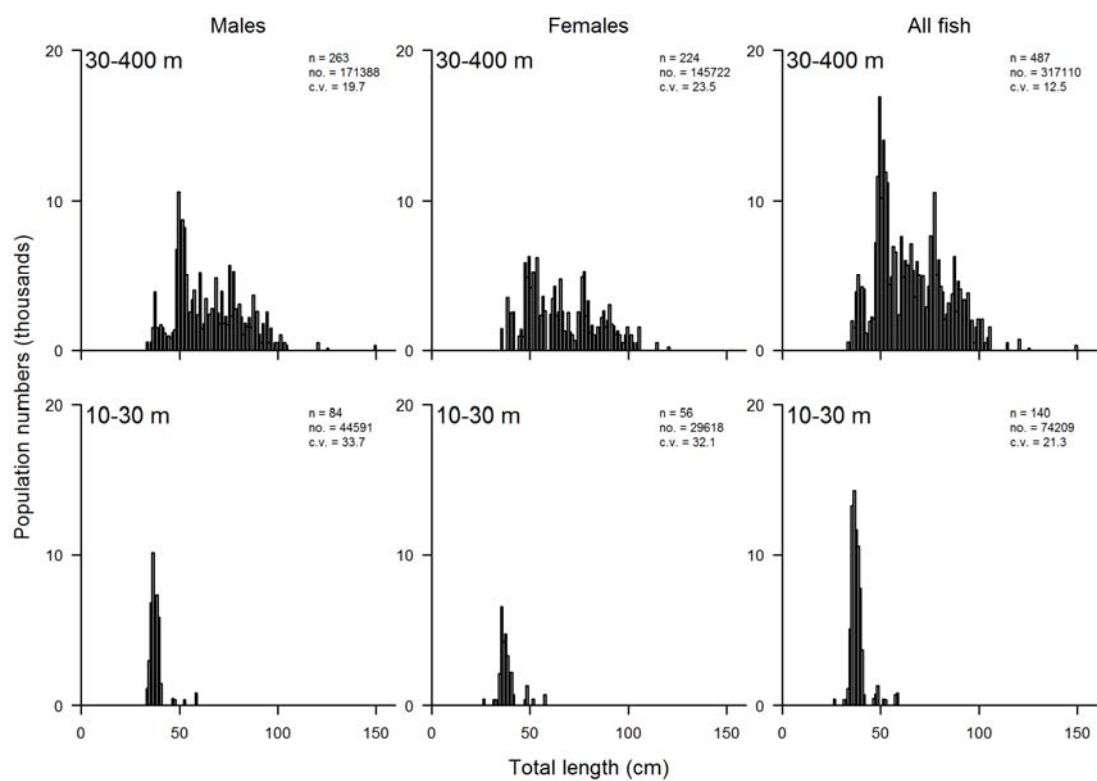 Males
Females
All fish
20
10
0
30-400 m
n = 263
no. = 171388
c.v. = 19.7
20
10
0
30-400 m
n = 224
no. = 145722
c.v. = 23.5
20
10
0
30-400 m
n = 487
no. = 317110
c.v. = 12.5
Population numbers (thousands)
20
10
0
10-30 m
n = 84
no. = 44591
c.v. = 33.7
0 50 100 150
20
10
0
10-30 m
n = 56
no. = 29618
c.v. = 32.1
0 50 100 150
20
10
0
10-30 m
n = 140
no. = 74209
c.v. = 21.3
0 50 100 150
Total length (cm)